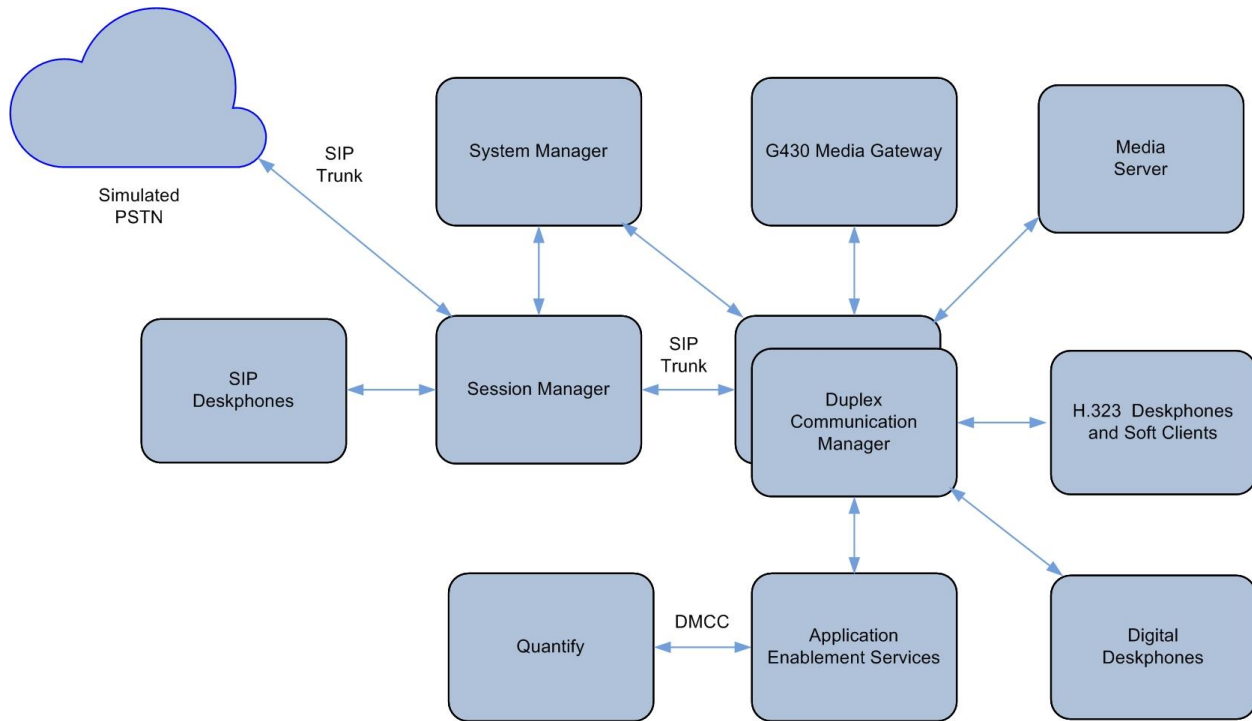 SIP
Trunk
Simulated
PSTN
System Manager
G430 Media Gateway
Media
Server
SIP
Deskphones
Session Manager
SIP
Trunk
Duplex
Communication
Manager
H.323 Deskphones
and Soft Clients
Quantify
DMCC
Application
Enablement Services
Digital
Deskphones